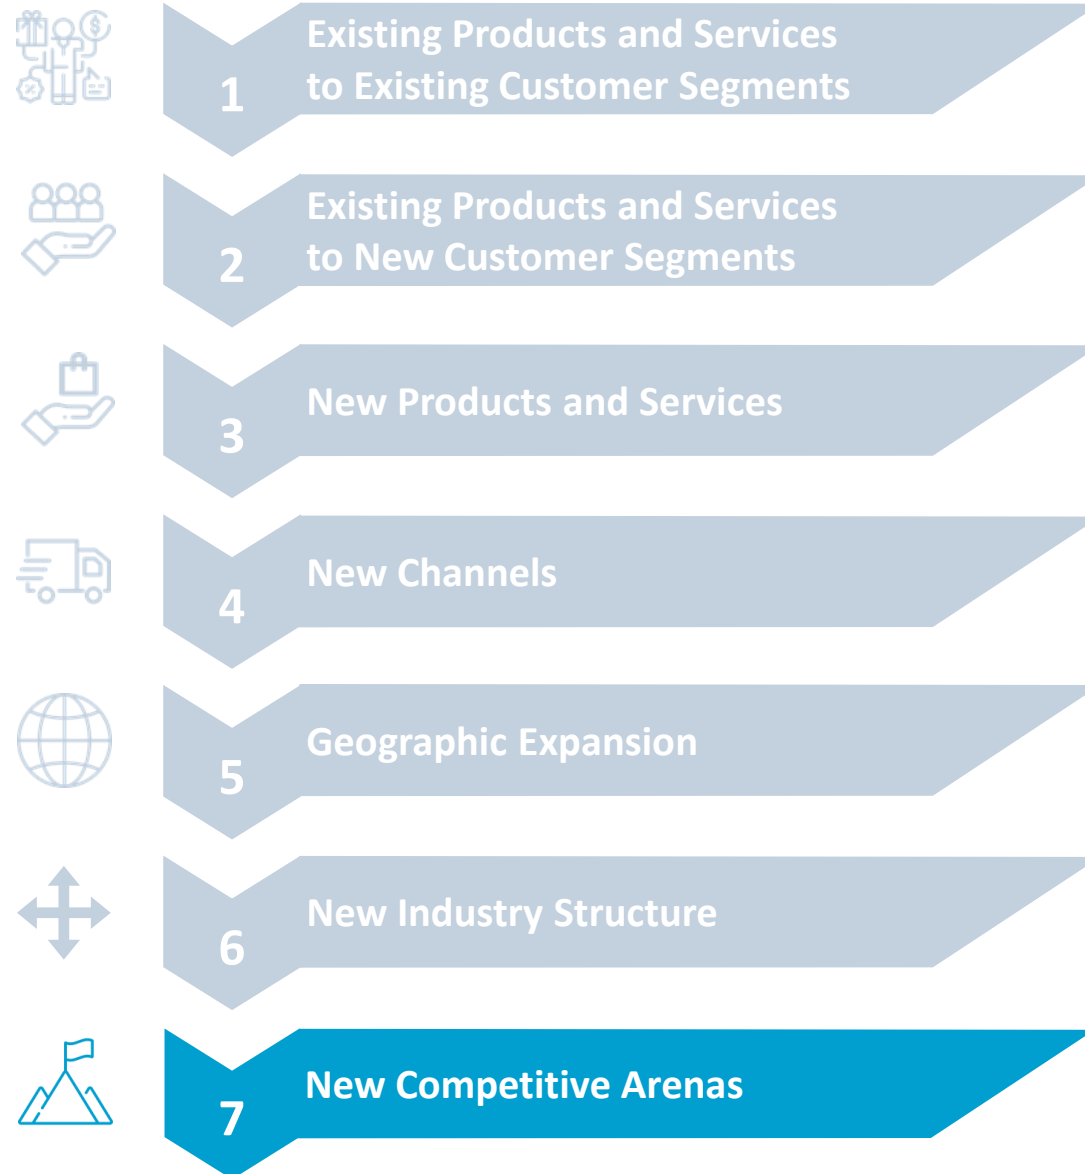 1
Existing Products and Services
to Existing Customer Segments
2
Existing Products and Services
to New Customer Segments
3
New Products and Services
4
New Channels
5
Geographic Expansion
6
New Industry Structure
7
New Competitive Arenas
$
%